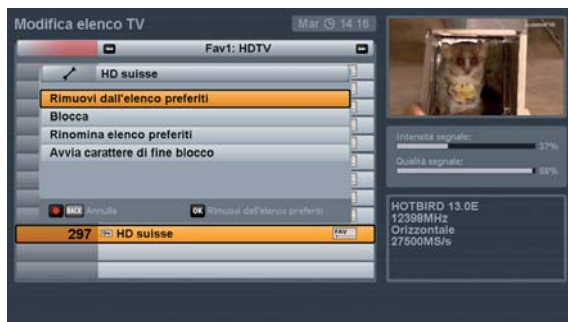 Modifica elenco TV
Mar 14 16
Fav1: HDTV
HD suisse
Rimuovi dall'elenco preferiti
Blocca
Rinomina elenco preferiti
Avvia carattere di fine blocco
BACK Annulla
OK Rimuovi dall'elenco preferiti
297 HD suisse FAV
Intensità segnale:
37%
Qualità segnale:
98%
HOTBIRD 13.0E
12398MHz
Orizzontale
27500MS/s